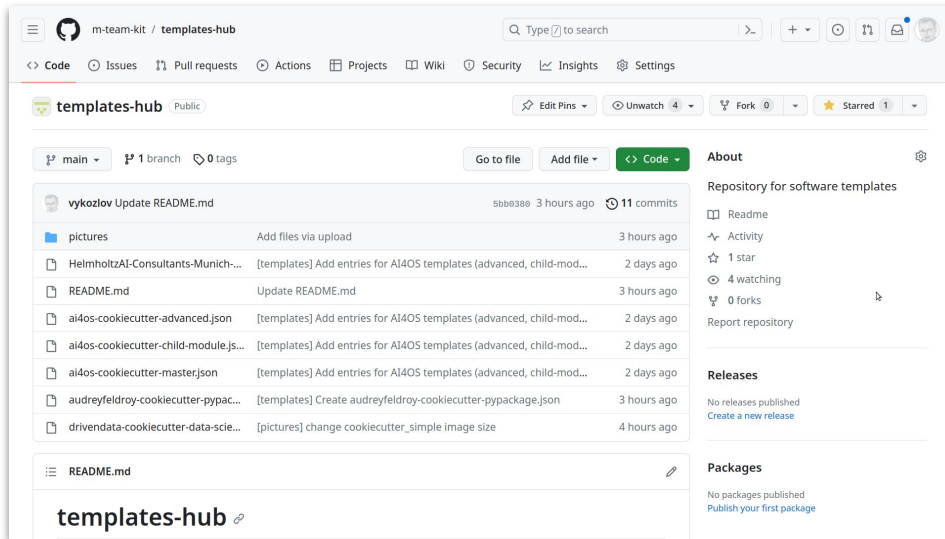 m-team-kit / templates-hub
Type / to search
Code Issues Pull requests Actions Projects Wiki Security Insights Settings
templates-hub Public
Edit Pins Unwatch 4 Fork 0 Starred 1
main 1 branch 0 tags Go to file Add file Code
vykozlov Update README.md 5bb0380 3 hours ago 11 commits
pictures Add files via upload 3 hours ago
HelmholtzAI-Consultants-Munich-... [templates] Add entries for AI4OS templates (advanced, child-mod... 2 days ago
README.md Update README.md 3 hours ago
ai4os-cookiecutter-advanced.json [templates] Add entries for AI4OS templates (advanced, child-mod... 2 days ago
ai4os-cookiecutter-child-module.js... [templates] Add entries for AI4OS templates (advanced, child-mod... 2 days ago
ai4os-cookiecutter-master.json [templates] Add entries for AI4OS templates (advanced, child-mod... 2 days ago
audreyfeldroy-cookiecutter-pypac... [templates] Create audreyfeldroy-cookiecutter-pypackage.json 3 hours ago
drivendata-cookiecutter-data-scie... [pictures] change cookiecutter_simple image size 4 hours ago
README.md
templates-hub
About
Repository for software templates
Readme
Activity
1 star
4 watching
0 forks
Report repository
Releases
No releases published
Create a new release
Packages
No packages published
Publish your first package